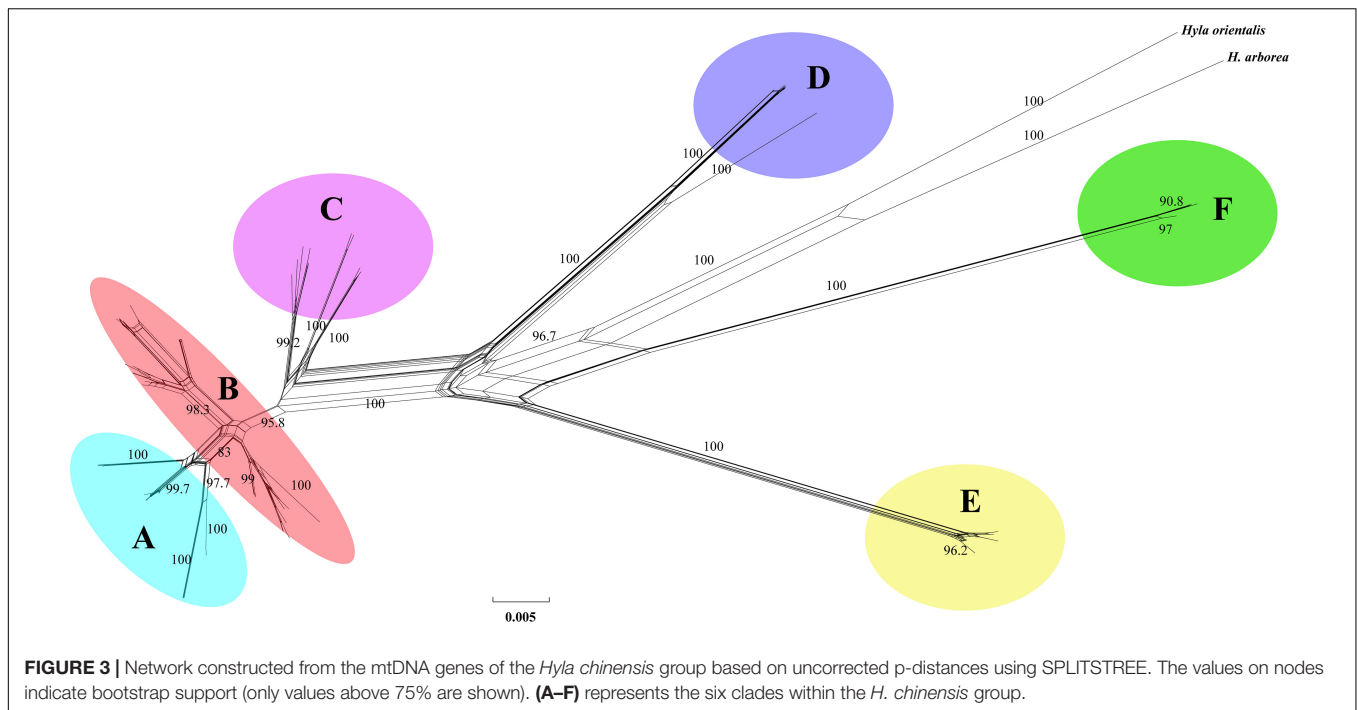 Hyla orientalis
H. arborea
D
100
100
100
100
F
90.8
97
C
100
100
100
100
99.2
100
100
96.7
B
98.3
95.8
100
83
100
99.7
97.7
99
100
100
A
100
100
E
96.2
0.005
FIGURE 3 | Network constructed from the mtDNA genes of the Hyla chinensis group based on uncorrected p-distances using SPLITSTREE. The values on nodes
indicate bootstrap support (only values above 75% are shown). (A–F) represents the six clades within the H. chinensis group.